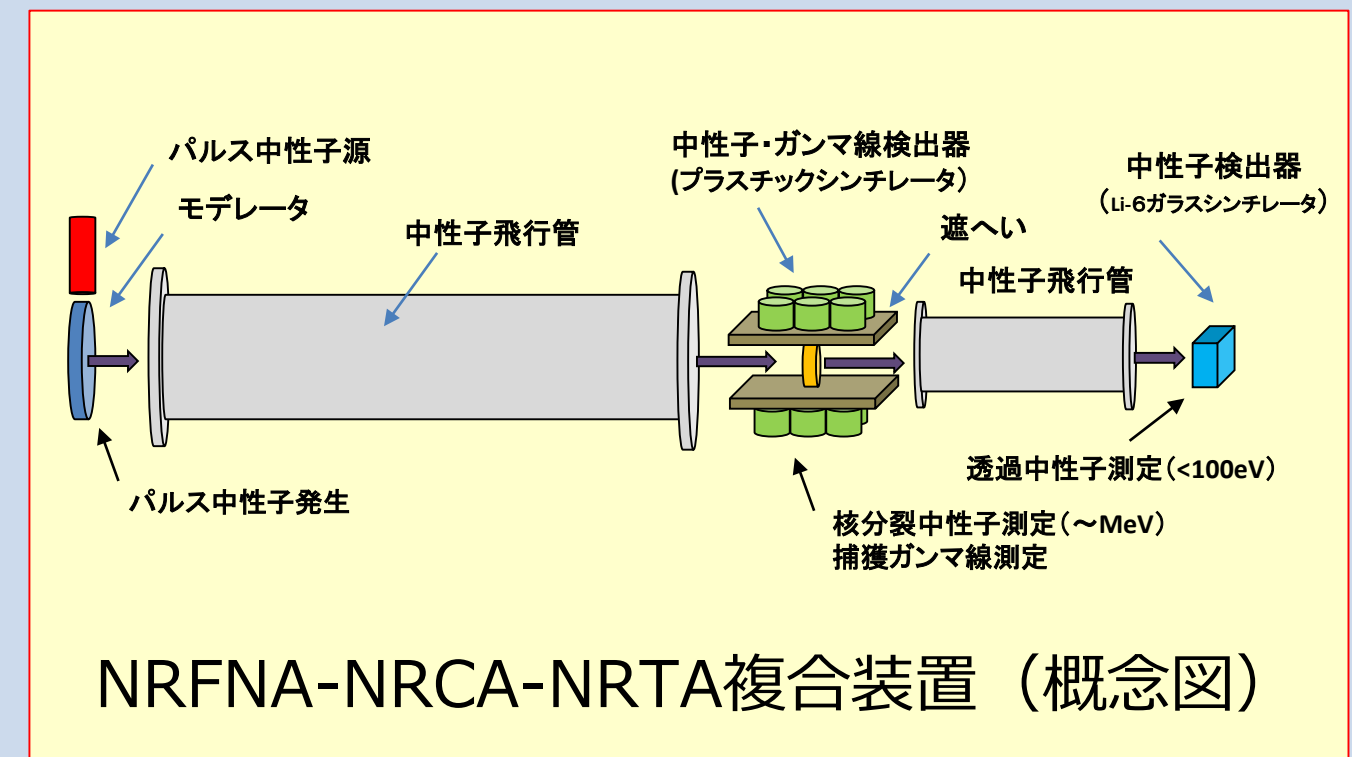 パルス中性子源
モデレータ
中性子飛行管
中性子・ガンマ線検出器
(プラスチックシンチレータ）
遮へい
中性子飛行管
中性子検出器
（Li-６ガラスシンチレータ）
パルス中性子発生
透過中性子測定（<100eV）
核分裂中性子測定（～MeV）
捕獲ガンマ線測定
NRFNA-NRCA-NRTA複合装置（概念図）